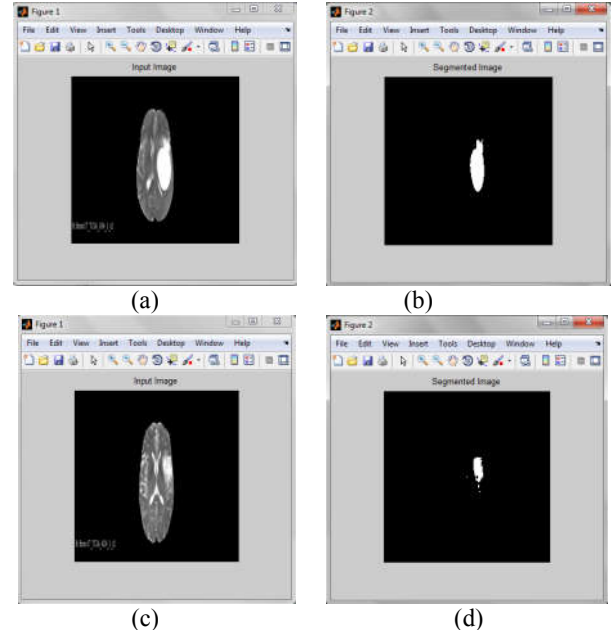 Figure 1
File Edit View Insert Tools Desktop Window Help
Input Image
(a)
Figure 2
File Edit View Insert Tools Desktop Window Help
Segmented Image
(b)
Figure 1
File Edit View Insert Tools Desktop Window Help
Input Image
(c)
Figure 2
File Edit View Insert Tools Desktop Window Help
Segmented Image
(d)